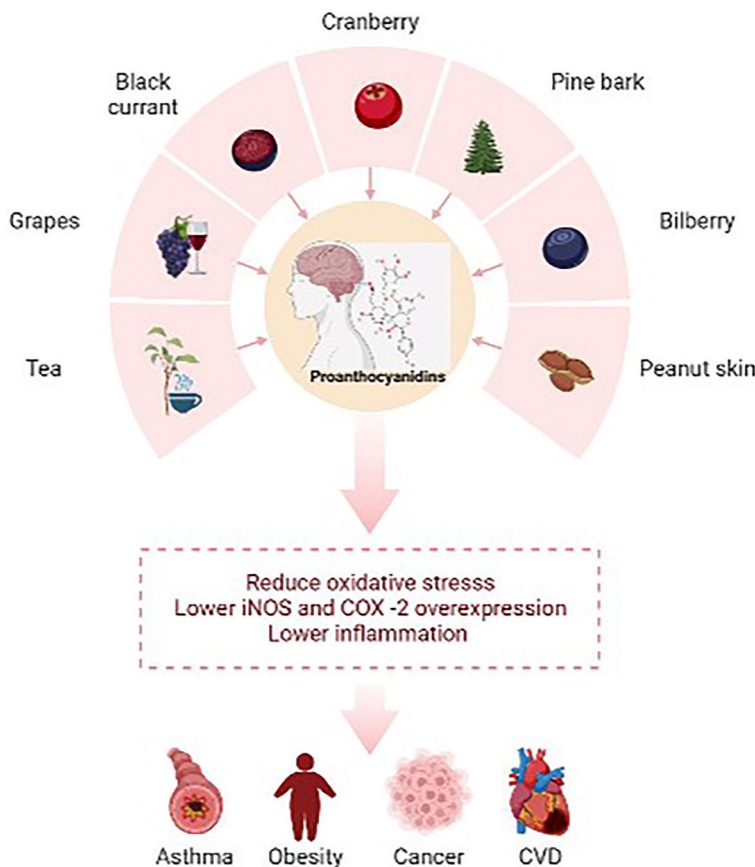 Cranberry
Black
currant
Pine bark
Grapes
Bilberry
Tea
Peanut skin
Proanthocyanidins
Reduce oxidative stresss
Lower iNOS and COX -2 overexpression
Lower inflammation
Asthma
Obesity
Cancer
CVD